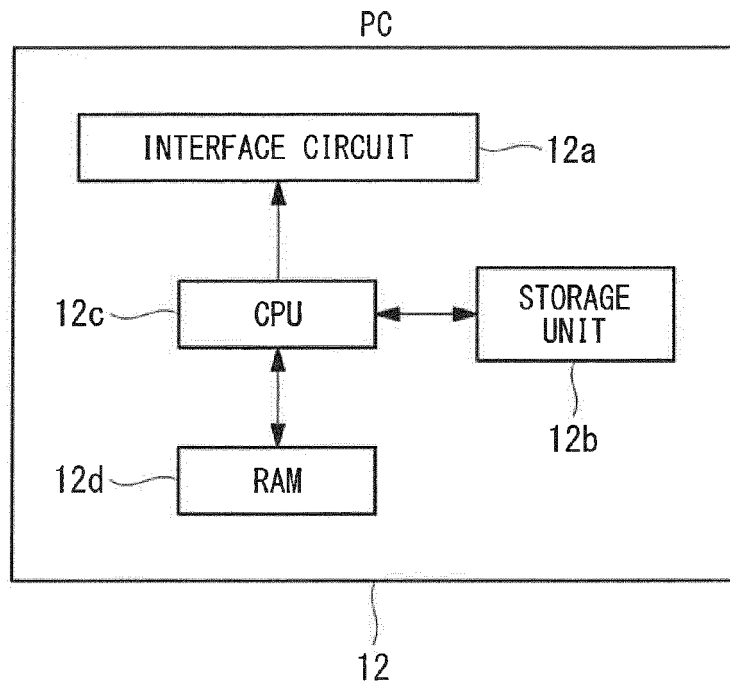 PC
INTERFACE CIRCUIT
12a
12c
CPU
STORAGE
UNIT
12b
12d
RAM
12